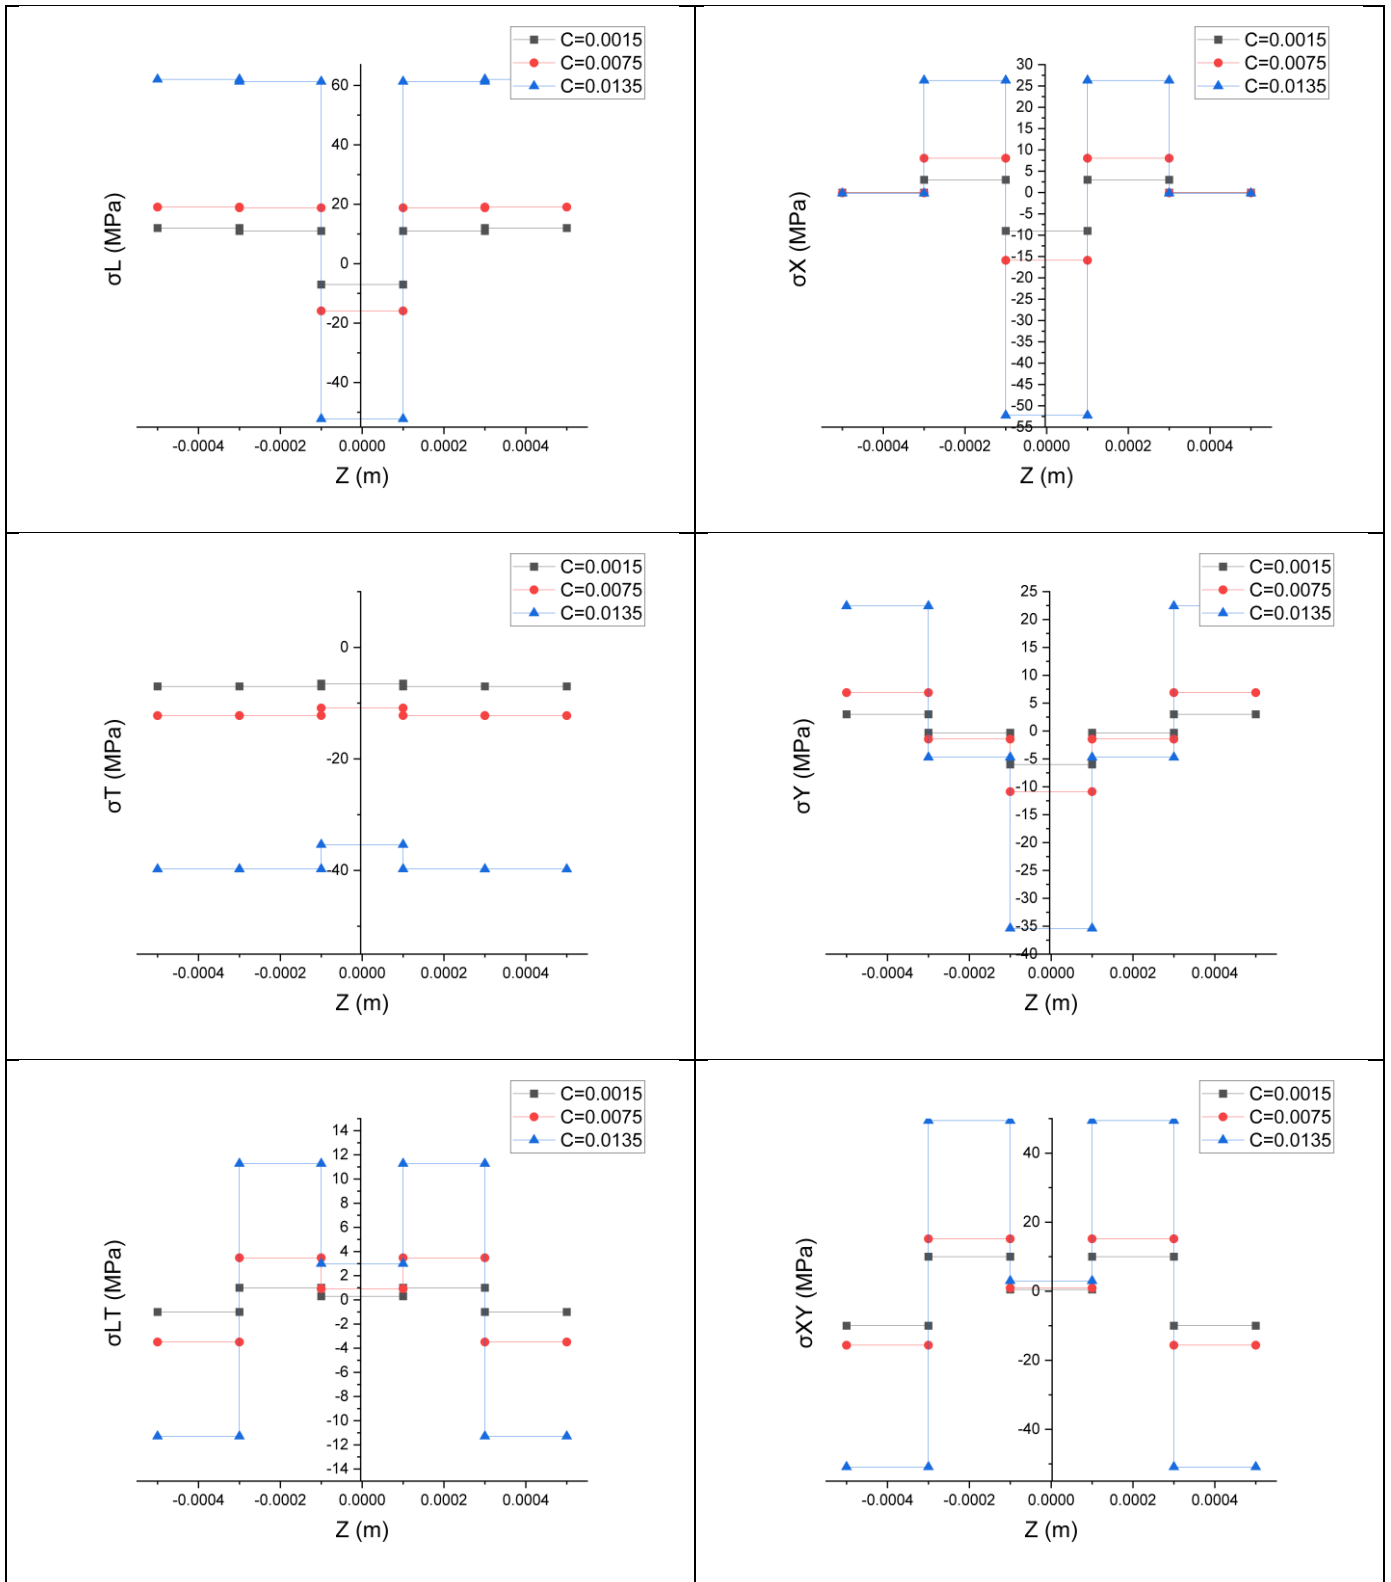 C=0.0015
C=0.0075
C=0.0135
60
40
20
0
-20
-40
σL (MPa)
-0.0004 -0.0002 0.0000 0.0002 0.0004
Z (m)
C=0.0015
C=0.0075
C=0.0135
30
25
20
15
10
5
0
-5
-10
-15
-20
-25
-30
-35
-40
-45
-50
-55
σX (MPa)
-0.0004 -0.0002 0.0000 0.0002 0.0004
Z (m)
C=0.0015
C=0.0075
C=0.0135
0
-20
-40
σT (MPa)
-0.0004 -0.0002 0.0000 0.0002 0.0004
Z (m)
C=0.0015
C=0.0075
C=0.0135
25
20
15
10
5
0
-5
-10
-15
-20
-25
-30
-35
-40
σY (MPa)
-0.0004 -0.0002 0.0000 0.0002 0.0004
Z (m)
C=0.0015
C=0.0075
C=0.0135
14
12
10
8
6
4
2
0
-2
-4
-6
-8
-10
-12
-14
σLT (MPa)
-0.0004 -0.0002 0.0000 0.0002 0.0004
Z (m)
C=0.0015
C=0.0075
C=0.0135
40
20
0
-20
-40
σXY (MPa)
-0.0004 -0.0002 0.0000 0.0002 0.0004
Z (m)